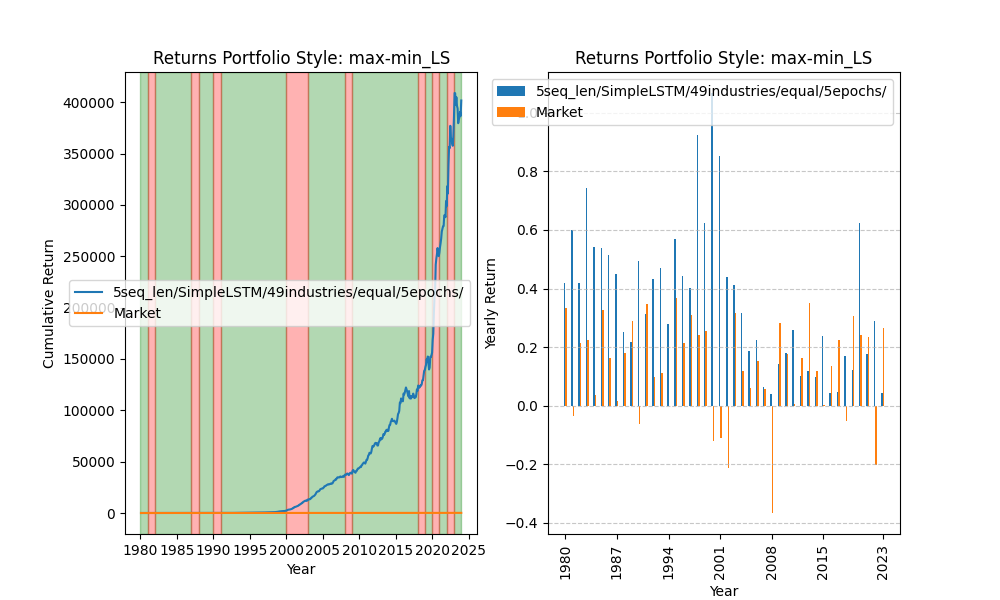 Returns Portfolio Style: max-min_LS
Cumulative Return
400000
350000
300000
250000
200000
150000
100000
50000
0
5seq_len/SimpleLSTM/49industries/equal/5epochs/
Market
1980 1985 1990 1995 2000 2005 2010 2015 2020 2025
Year
Returns Portfolio Style: max-min_LS
Yearly Return
5seq_len/SimpleLSTM/49industries/equal/5epochs/
Market
1.0
0.8
0.6
0.4
0.2
0.0
−0.2
−0.4
1980 1987 1994 2001 2008 2015 2023
Year